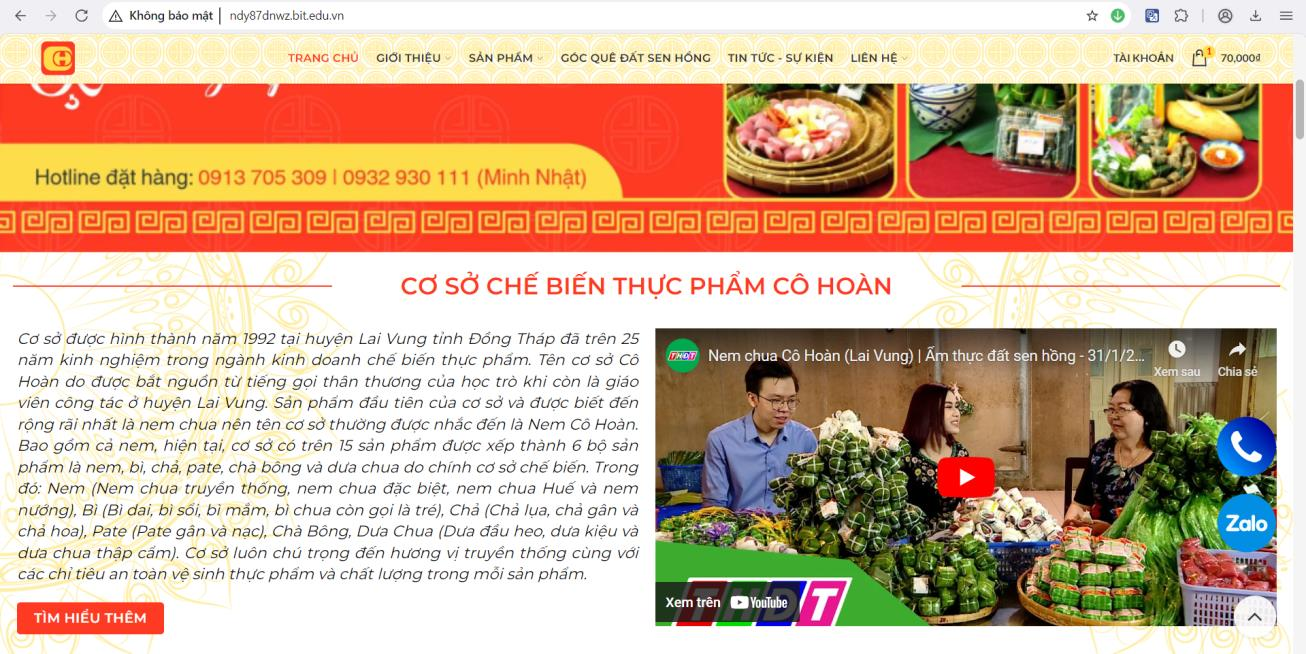 Không bảo mật
ndy87dnwz.bit.edu.vn
TRANG CHỦ GIỚI THIỆU SẢN PHẨM GÓC QUÊ ĐẤT SEN HỒNG TIN TỨC - SỰ KIỆN LIÊN HỆ
TÀI KHOẢN 1 70,000₫
Hotline đặt hàng: 0913 705 309 | 0932 930 111 (Minh Nhật)
CƠ SỞ CHẾ BIẾN THỰC PHẨM CÔ HOÀN
Cơ sở được hình thành năm 1992 tại huyện Lai Vung tỉnh Đồng Tháp đã trên 25
năm kinh nghiệm trong ngành kinh doanh chế biến thực phẩm. Tên cơ sở Cô
Hoàn do được bắt nguồn từ tiếng gọi thân thương của học trò khi còn là giáo
viên công tác ở huyện Lai Vung. Sản phẩm đầu tiên của cơ sở và được biết đến
rộng rãi nhất là nem chua nên tên cơ sở thường được nhắc đến là Nem Cô Hoàn.
Bao gồm cả nem, hiện tại, cơ sở có trên 15 sản phẩm được xếp thành 6 bộ sản
phẩm là nem, bì, chả, pate, chà bông và dưa chua do chính cơ sở chế biến. Trong
đó: Nem (Nem chua truyền thống, nem chua đặc biệt, nem chua Huế và nem
nướng), Bì (Bì dai, bì sồi, bì mắm, bì chua còn gọi là tré), Chả (Chả lụa, chả gân và
chả hoa), Pate (Pate gân và nạc), Chà Bông, Dưa Chua (Dưa đầu heo, dưa kiệu và
dưa chua thập cẩm). Cơ sở luôn chú trọng đến hương vị truyền thống cùng với
các chỉ tiêu an toàn vệ sinh thực phẩm và chất lượng trong mỗi sản phẩm.
TÌM HIỂU THÊM
THĐT
Nem chua Cô Hoàn (Lai Vung) | Ẩm thực đất sen hồng - 31/1/2...
Xem sau
Chia sẻ
Zalo
Xem trên YouTube
THĐT